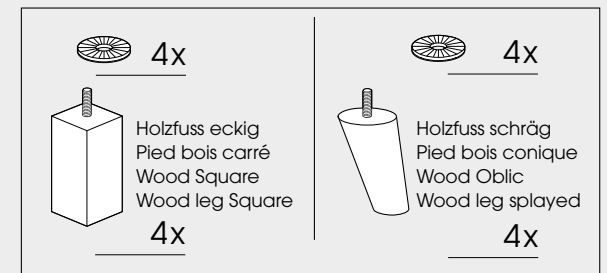 4x
Holzfuss eckig
Pied bois carré
Wood Square
Wood leg Square
4x
4x
Holzfuss schräg
Pied bois conique
Wood Oblic
Wood leg splayed
4x